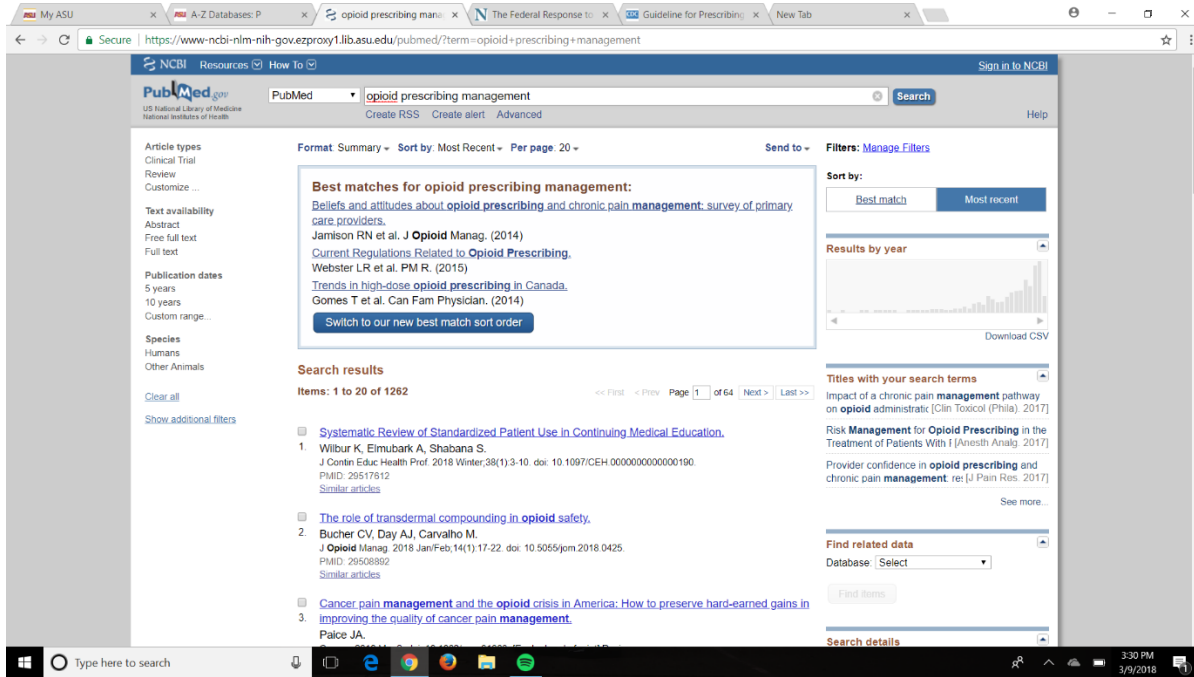 My ASU
A-Z Databases: P
opioid prescribing mana
The Federal Response to
Guideline for Prescribing
New Tab
Secure https://www-ncbi-nlm-nih-gov.ezproxy1.lib.asu.edu/pubmed/?term=opioid+prescribing+management
NCBI Resources How To Sign in to NCBI
PubMed.gov
US National Library of Medicine
National Institutes of Health
PubMed opioid prescribing management Search
Create RSS Create alert Advanced Help
Article types
Clinical Trial
Review
Customize ...
Text availability
Abstract
Free full text
Full text
Publication dates
5 years
10 years
Custom range...
Species
Humans
Other Animals
Clear all
Show additional filters
Format: Summary Sort by: Most Recent Per page: 20 Send to
Best matches for opioid prescribing management:
Beliefs and attitudes about opioid prescribing and chronic pain management: survey of primary
care providers.
Jamison RN et al. J Opioid Manag. (2014)
Current Regulations Related to Opioid Prescribing.
Webster LR et al. PM R. (2015)
Trends in high-dose opioid prescribing in Canada.
Gomes T et al. Can Fam Physician. (2014)
Switch to our new best match sort order
Search results
Items: 1 to 20 of 1262
<< First < Prev Page 1 of 64 Next > Last >>
Systematic Review of Standardized Patient Use in Continuing Medical Education.
1. Wilbur K, Elmubark A, Shabana S.
J Contin Educ Health Prof. 2018 Winter;38(1):3-10. doi: 10.1097/CEH.0000000000000190.
PMID: 29517612
Similar articles
The role of transdermal compounding in opioid safety.
2. Bucher CV, Day AJ, Carvalho M.
J Opioid Manag. 2018 Jan/Feb;14(1):17-22. doi: 10.5055/jom.2018.0425.
PMID: 29508892
Similar articles
Cancer pain management and the opioid crisis in America: How to preserve hard-earned gains in
3. improving the quality of cancer pain management.
Paice JA.
Filters: Manage Filters
Sort by:
Best match Most recent
Results by year
Download CSV
Titles with your search terms
Impact of a chronic pain management pathway
on opioid administratic [Clin Toxicol (Phila). 2017]
Risk Management for Opioid Prescribing in the
Treatment of Patients With F [Anesth Analg. 2017]
Provider confidence in opioid prescribing and
chronic pain management: re: [J Pain Res. 2017]
See more...
Find related data
Database: Select
Find items
Search details
Type here to search
3:30 PM
3/9/2018